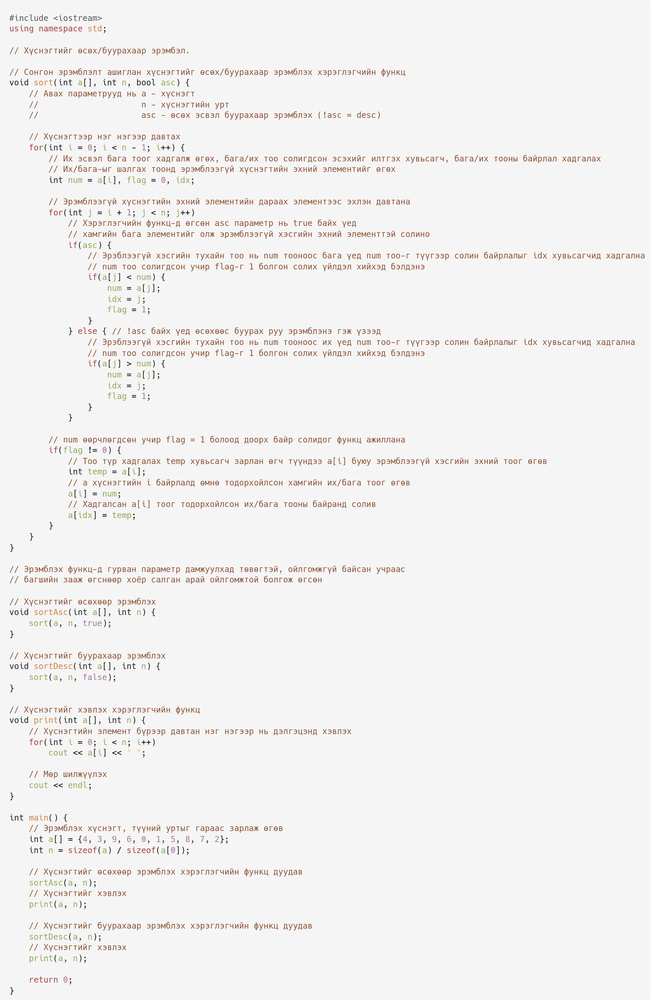 #include <iostream>
using namespace std;

// Хүснэгтийг өсөх/буурахаар эрэмбэл.

// Сонгон эрэмблэлт ашиглан хүснэгтийг өсөх/буурахаар эрэмблэх хэрэглэгчийн функц
void sort(int a[], int n, bool asc) {
    // Авах параметрууд нь a - хүснэгт
    //                     n - хүснэгтийн урт
    //                     asc - өсөх эсвэл буурахаар эрэмблэх (!asc = desc)

    // Хүснэгтээр нэг нэгээр давтах
    for(int i = 0; i < n - 1; i++) {
        // Их эсвэл бага тоог хадгалж өгөх, бага/их тоо солигдсон эсэхийг илтгэх хувьсагч, бага/их тооны байрлал хадгалах
        // Их/бага-ыг шалгах тоонд эрэмблээгүй хүснэгтийн эхний элементийг өгөх
        int num = a[i], flag = 0, idx;

        // Эрэмблээгүй хүснэгтийн эхний элементийн дараах элементээс эхлэн давтана
        for(int j = i + 1; j < n; j++)
            // Хэрэглэгчийн функц-д өгсөн asc параметр нь true байх үед
            // хамгийн бага элементийг олж эрэмблээгүй хэсгийн эхний элементтэй солино
            if(asc) {
                // Эрэблээгүй хэсгийн тухайн тоо нь num тооноос бага үед num тоо-г түүгээр солин байрлалыг idx хувьсагчид хадгална
                // num тоо солигдсон учир flag-г 1 болгон солих үйлдэл хийхэд бэлдэнэ
                if(a[j] < num) {
                    num = a[j];
                    idx = j;
                    flag = 1;
                }
            } else { // !asc байх үед өсөхөөс буурах руу эрэмблэнэ гэж үзээд
                // Эрэблээгүй хэсгийн тухайн тоо нь num тооноос их үед num тоо-г түүгээр солин байрлалыг idx хувьсагчид хадгална
                // num тоо солигдсон учир flag-г 1 болгон солих үйлдэл хийхэд бэлдэнэ
                if(a[j] > num) {
                    num = a[j];
                    idx = j;
                    flag = 1;
                }
            }

        // num өөрчлөгдсөн учир flag = 1 болоод доорх байр солидог функц ажиллана
        if(flag != 0) {
            // Тоо түр хадгалах temp хувьсагч зарлан өгч түүндээ a[i] буюу эрэмблээгүй хэсгийн эхний тоог өгөв
            int temp = a[i];
            // a хүснэгтийн i байрлалд өмнө тодорхойлсон хамгийн их/бага тоог өгөв
            a[i] = num;
            // Хадгалсан a[i] тоог тодорхойлсон их/бага тооны байранд солив
            a[idx] = temp;
        }
    }
}

// Эрэмблэх функц-д гурван параметр дамжуулхад төвөгтэй, ойлгомжгүй байсан учраас
// багшийн зааж өгснөөр хоёр салган арай ойлгомжтой болгож өгсөн

// Хүснэгтийг өсөхөөр эрэмблэх
void sortAsc(int a[], int n) {
    sort(a, n, true);
}

// Хүснэгтийг буурахаар эрэмблэх
void sortDesc(int a[], int n) {
    sort(a, n, false);
}

// Хүснэгтийг хэвлэх хэрэглэгчийн функц
void print(int a[], int n) {
    // Хүснэгтийн элемент бүрээр давтан нэг нэгээр нь дэлгэцэнд хэвлэх
    for(int i = 0; i < n; i++)
        cout << a[i] << " ";

    // Мөр шилжүүлэх
    cout << endl;
}

int main() {
    // Эрэмблэх хүснэгт, түүний уртыг гараас зарлаж өгөв
    int a[] = {4, 3, 9, 6, 0, 1, 5, 8, 7, 2};
    int n = sizeof(a) / sizeof(a[0]);

    // Хүснэгтийг өсөхөөр эрэмблэх хэрэглэгчийн функц дуудав
    sortAsc(a, n);
    // Хүснэгтийг хэвлэх
    print(a, n);

    // Хүснэгтийг буурахаар эрэмблэх хэрэглэгчийн функц дуудав
    sortDesc(a, n);
    // Хүснэгтийг хэвлэх
    print(a, n);

    return 0;
}